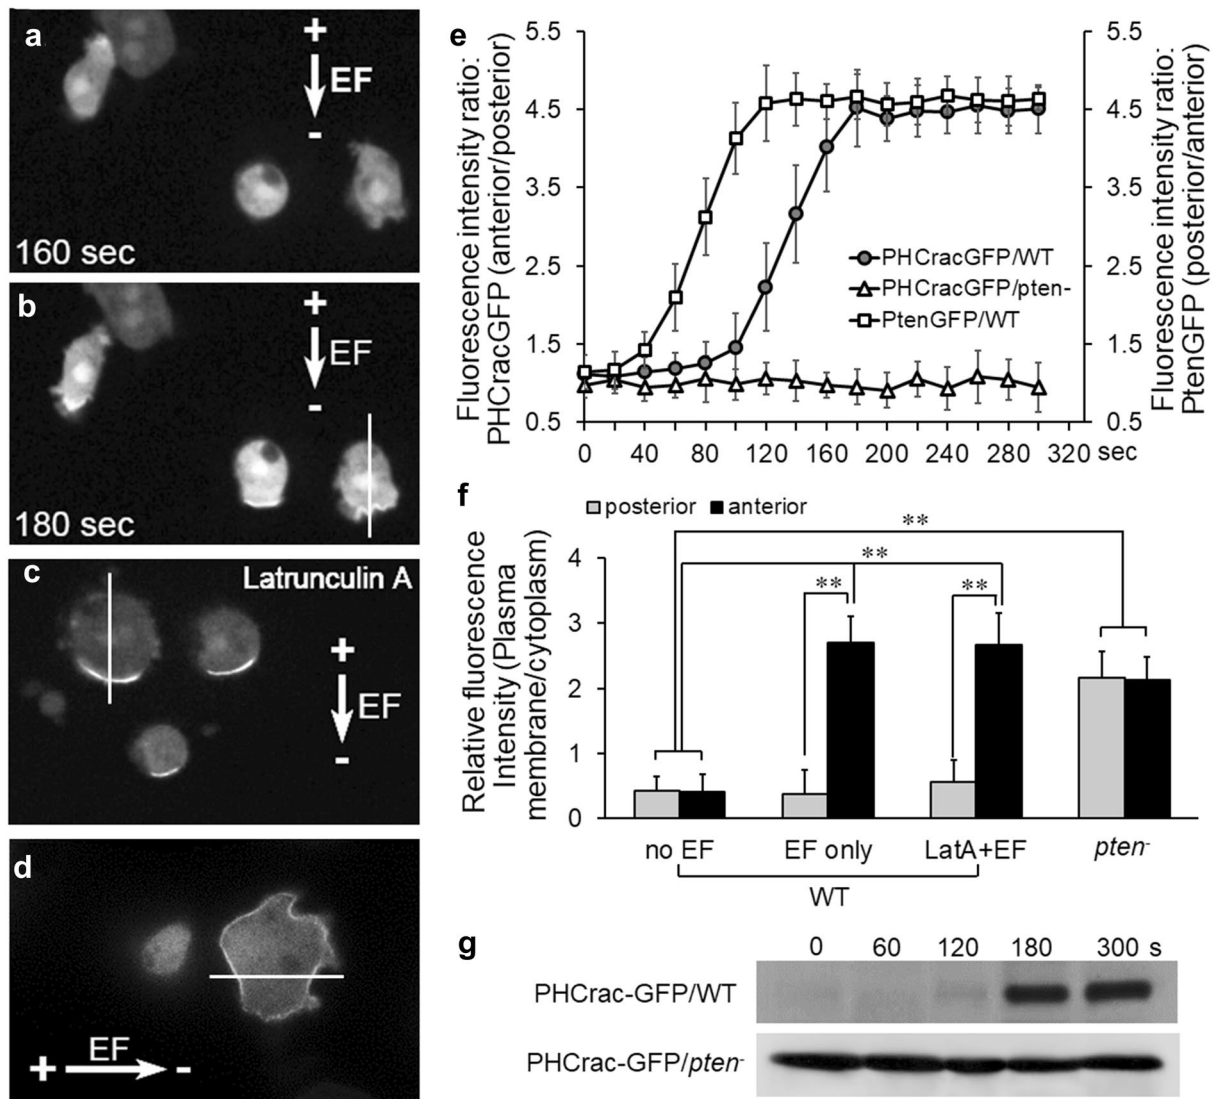 a
+
EF
-
160 sec
b
+
EF
-
180 sec
c
Latrunculin A
+
EF
-
d
EF
+ -
e
Fluorescence intensity ratio:
PHCracGFP (anterior/posterior)
5.5
4.5
3.5
2.5
1.5
0.5
5.5
4.5
3.5
2.5
1.5
0.5
Fluorescence intensity ratio:
PtenGFP (posterior/anterior)
PHCracGFP/WT
PHCracGFP/pten-
PtenGFP/WT
0 40 80 120 160 200 240 280 320 sec
f
posterior anterior
Relative fluorescence
Intensity (Plasma
membrane/cytoplasm)
4
3
2
1
0
**
**
** **
no EF EF only LatA+EF pten-
WT
g
0 60 120 180 300 s
PHCrac-GFP/WT
PHCrac-GFP/pten-